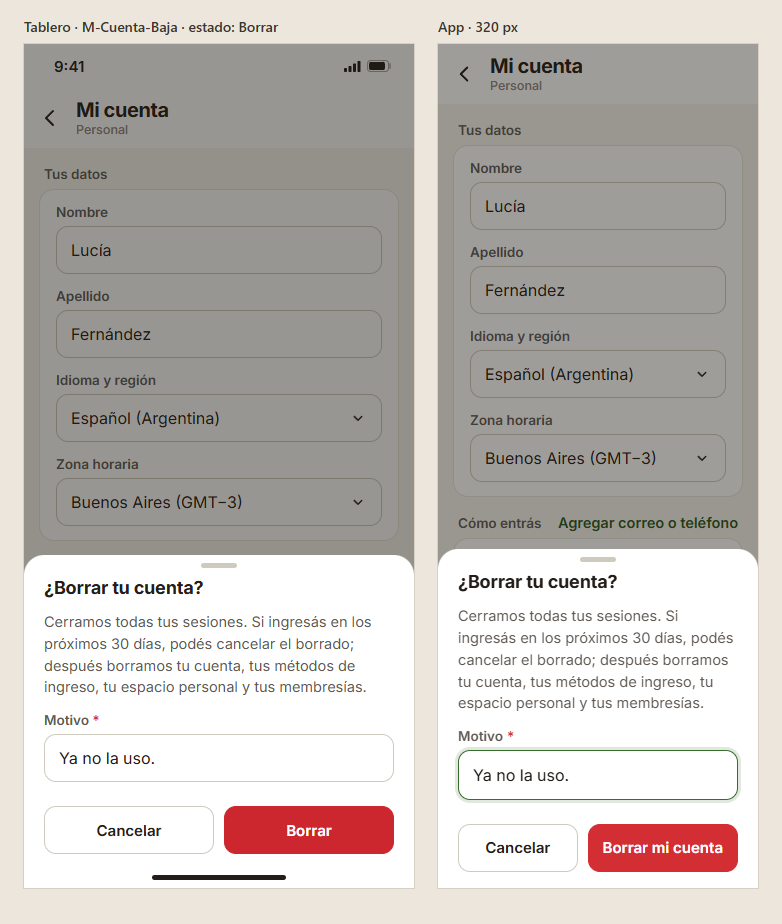 Tablero · M-Cuenta-Baja · estado: Borrar
9:41
Mi cuenta
Personal
Tus datos
Nombre
Lucía
Apellido
Fernández
Idioma y región
Español (Argentina)
Zona horaria
Buenos Aires (GMT−3)
¿Borrar tu cuenta?
Cerramos todas tus sesiones. Si ingresás en los
próximos 30 días, podés cancelar el borrado;
después borramos tu cuenta, tus métodos de
ingreso, tu espacio personal y tus membresías.
Motivo *
Ya no la uso.
Cancelar
Borrar
App · 320 px
Mi cuenta
Personal
Tus datos
Nombre
Lucía
Apellido
Fernández
Idioma y región
Español (Argentina)
Zona horaria
Buenos Aires (GMT−3)
Cómo entrás
Agregar correo o teléfono
¿Borrar tu cuenta?
Cerramos todas tus sesiones. Si
ingresás en los próximos 30 días, podés
cancelar el borrado; después borramos
tu cuenta, tus métodos de ingreso, tu
espacio personal y tus membresías.
Motivo *
Ya no la uso.
Cancelar
Borrar mi cuenta